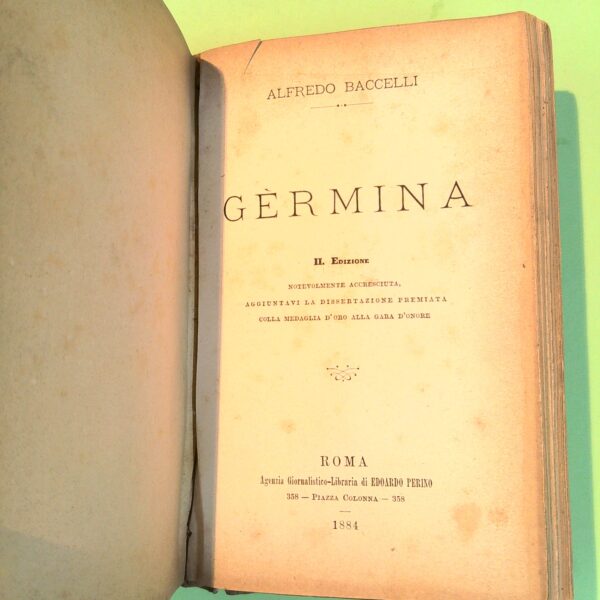 ALFREDO BACCELLI
GÈRMINA
II. EDIZIONE
NOTEVOLMENTE ACCRESCIUTA,
AGGIUNTAVI LA DISSERTAZIONE PREMIATA
COLLA MEDAGLIA D'ORO ALLA GARA D'ONORE
ROMA
Agenzia Giornalistico-Libraria di EDOARDO PERINO
358 — PIAZZA COLONNA — 358
1884